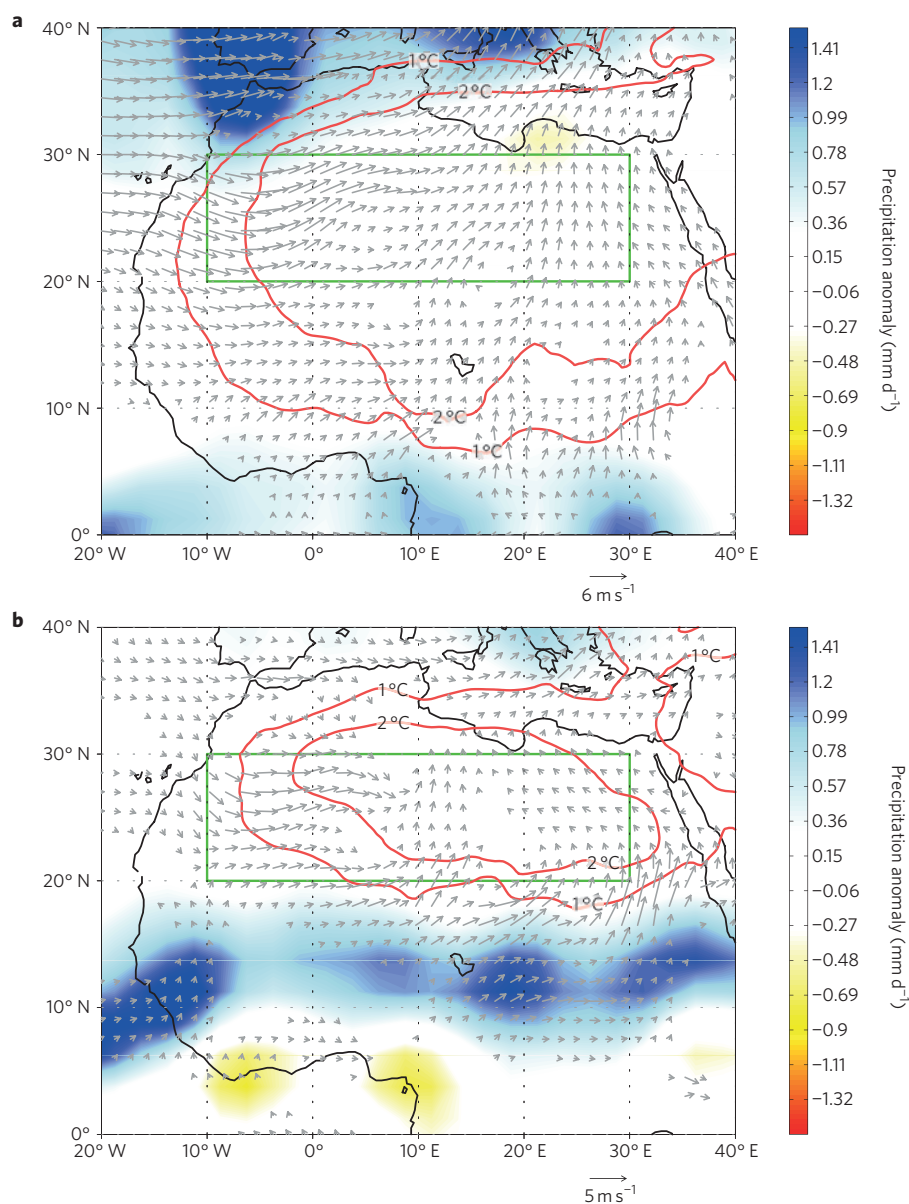 a
40° N
30° N
20° N
10° N
0°
20° W
10° W
0°
10° E
20° E
30° E
40° E
1 °C
2 °C
2 °C
1 °C
6 m s⁻¹
1.41
1.2
0.99
0.78
0.57
0.36
0.15
−0.06
−0.27
−0.48
−0.69
−0.9
−1.11
−1.32
Precipitation anomaly (mm d⁻¹)
b
40° N
30° N
20° N
10° N
0°
20° W
10° W
0°
10° E
20° E
30° E
40° E
1 °C
1 °C
2 °C
2 °C
1 °C
5 m s⁻¹
1.41
1.2
0.99
0.78
0.57
0.36
0.15
−0.06
−0.27
−0.48
−0.69
−0.9
−1.11
−1.32
Precipitation anomaly (mm d⁻¹)